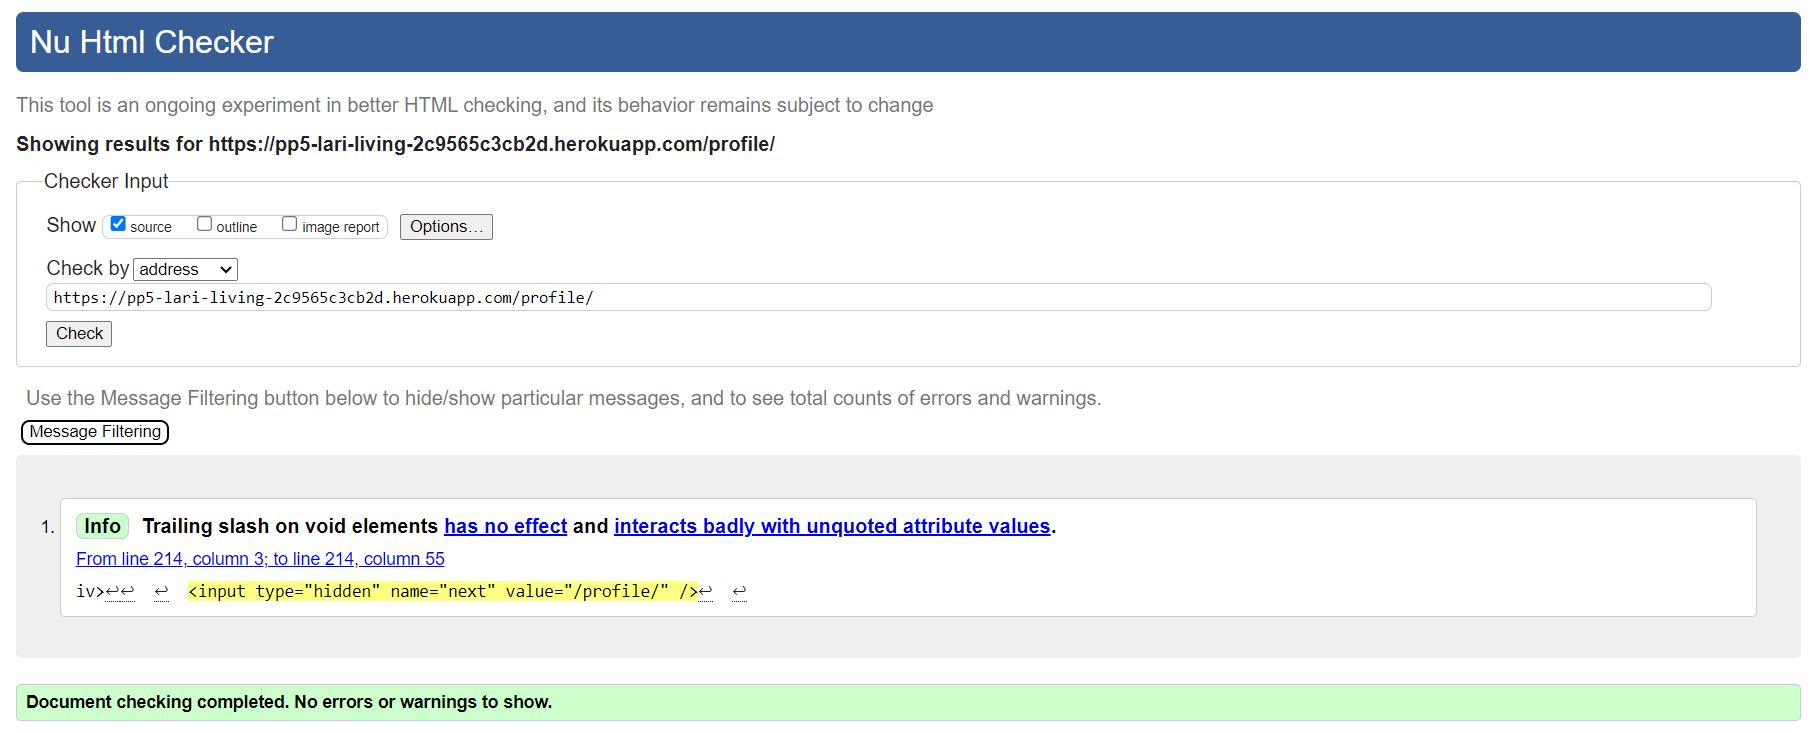 Nu Html Checker
This tool is an ongoing experiment in better HTML checking, and its behavior remains subject to change
Showing results for https://pp5-lari-living-2c9565c3cb2d.herokuapp.com/profile/
Checker Input
Show source outline image report Options...
Check by address
https://pp5-lari-living-2c9565c3cb2d.herokuapp.com/profile/
Check
Use the Message Filtering button below to hide/show particular messages, and to see total counts of errors and warnings.
Message Filtering
1. Info Trailing slash on void elements has no effect and interacts badly with unquoted attribute values.
From line 214, column 3; to line 214, column 55
iv>↩↩ ↩ <input type="hidden" name="next" value="/profile/" />↩ ↩
Document checking completed. No errors or warnings to show.